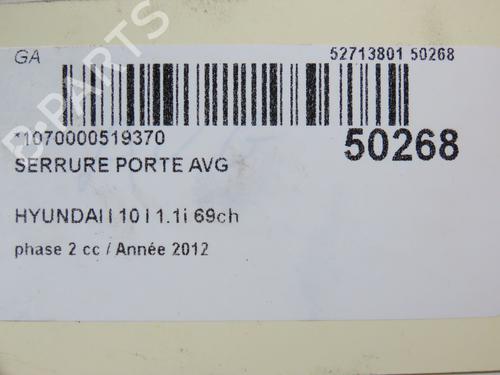 GA
52713801 50268
*1070000519370
50268
SERRURE PORTE AVG
HYUNDAI I 10 I 1.1i 69ch
phase 2 cc / Année 2012
B-PARTS